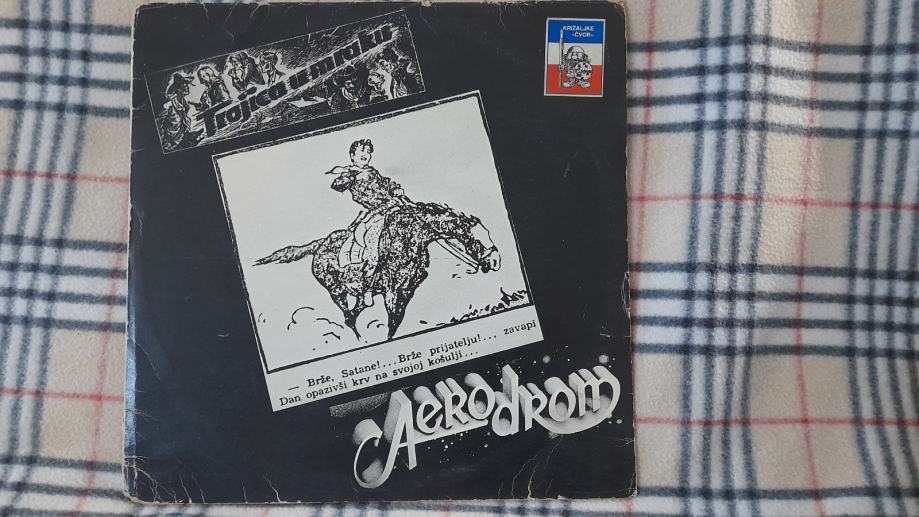 Trojica u mraku
KRIŽALJKE
-ČVOR-
— Brže, Satane!...Brže prijatelju!... zavapi
Dan opazivši krv na svojoj košulji...
AERODROM